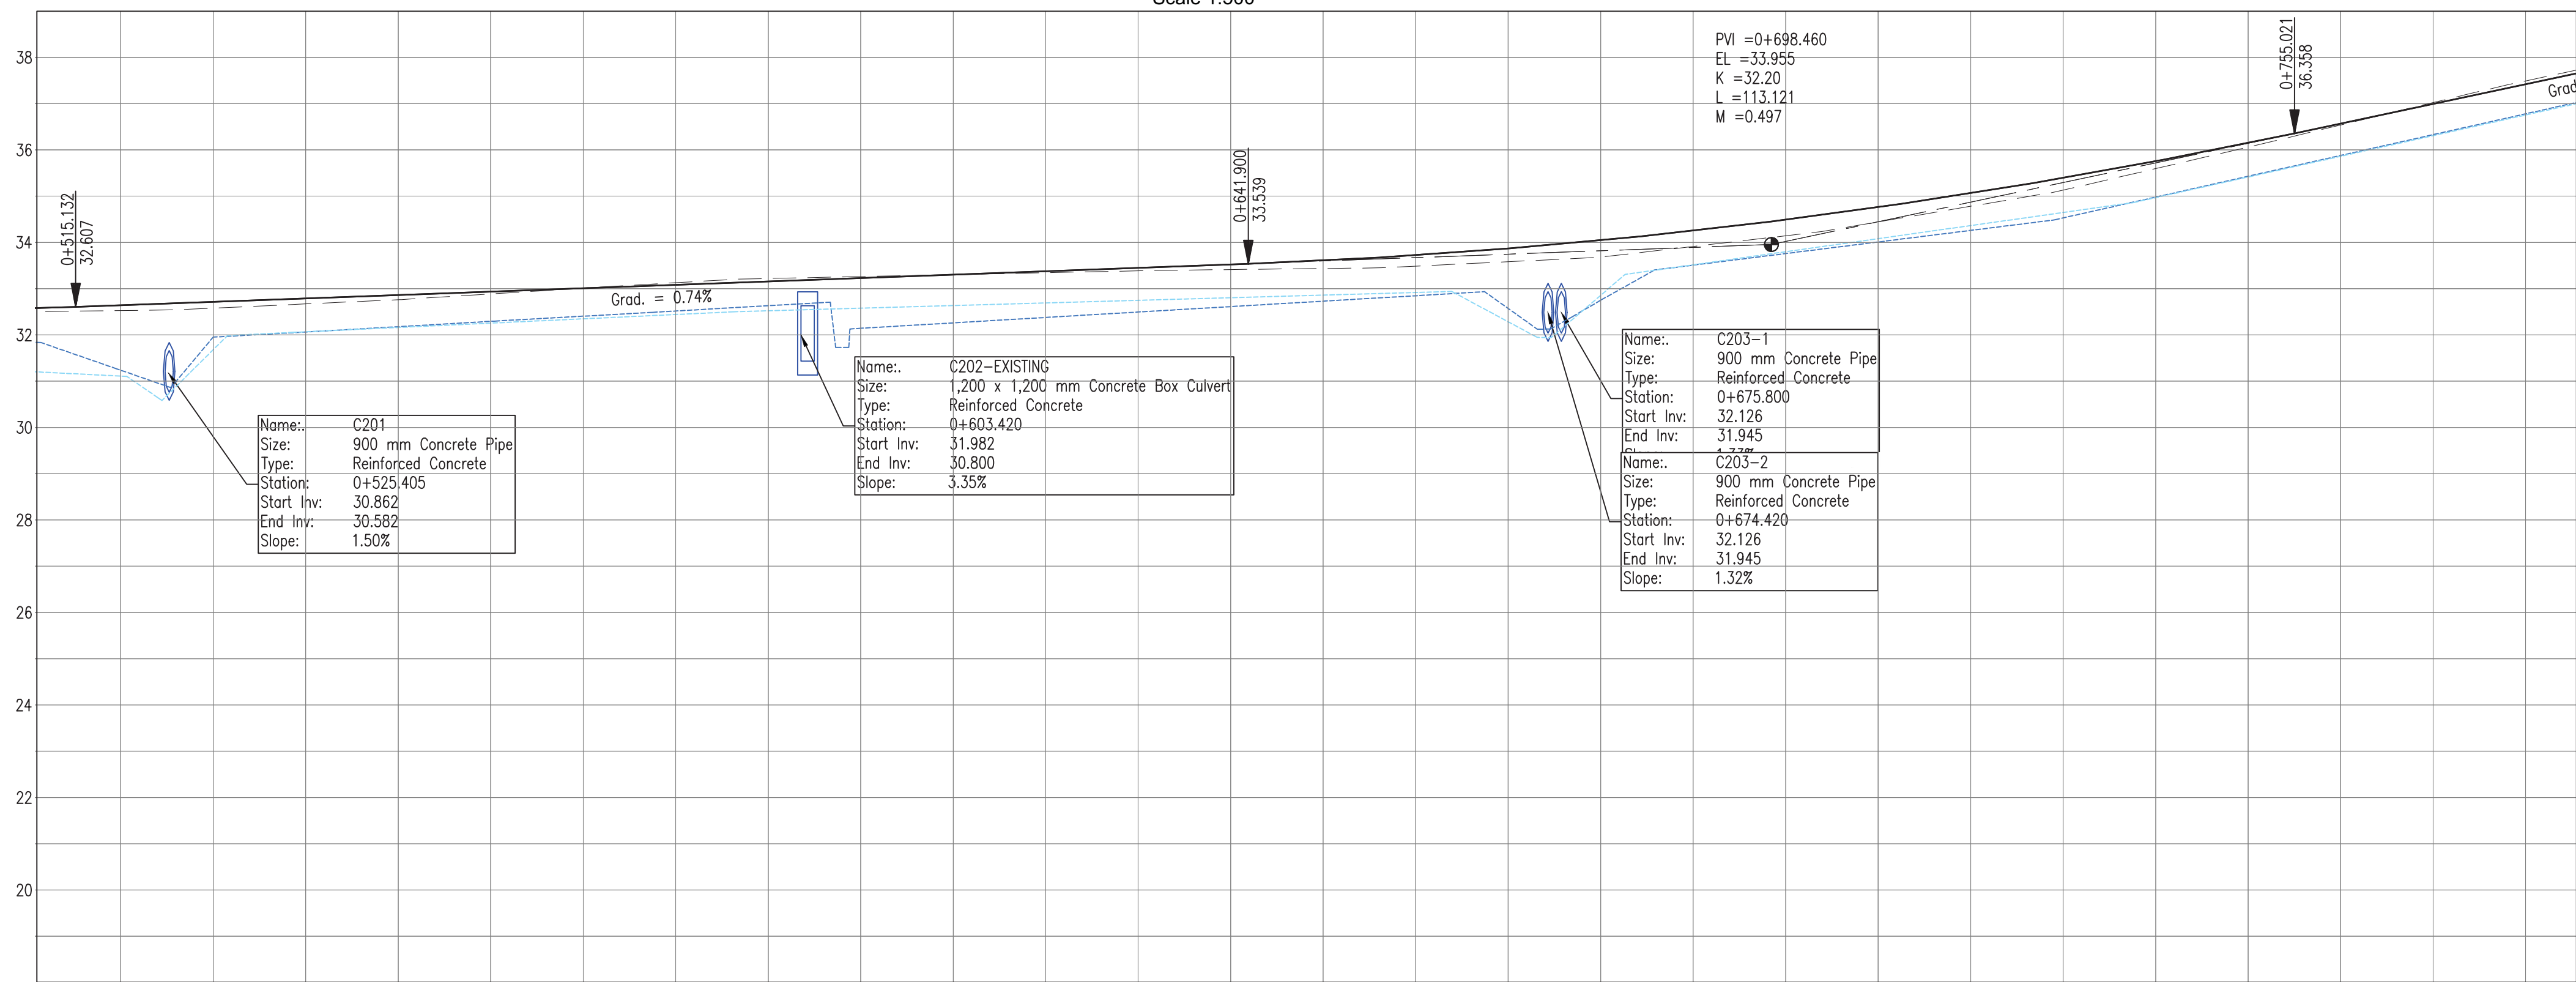 Scale 1:500
38
36
34
32
30
28
26
24
22
20
0+515.132
32.607
Grad. = 0.74%
0+641.900
33.539
PVI =0+698.460
EL =33.955
K =32.20
L =113.121
M =0.497
0+755.021
36.358
Grad
Name:. C201
Size: 900 mm Concrete Pipe
Type: Reinforced Concrete
Station: 0+525.405
Start Inv: 30.862
End Inv: 30.582
Slope: 1.50%
Name:. C202-EXISTING
Size: 1,200 x 1,200 mm Concrete Box Culvert
Type: Reinforced Concrete
Station: 0+603.420
Start Inv: 31.982
End Inv: 30.800
Slope: 3.35%
Name:. C203-1
Size: 900 mm Concrete Pipe
Type: Reinforced Concrete
Station: 0+675.800
Start Inv: 32.126
End Inv: 31.945
Name:. C203-2
Size: 900 mm Concrete Pipe
Type: Reinforced Concrete
Station: 0+674.420
Start Inv: 32.126
End Inv: 31.945
Slope: 1.32%